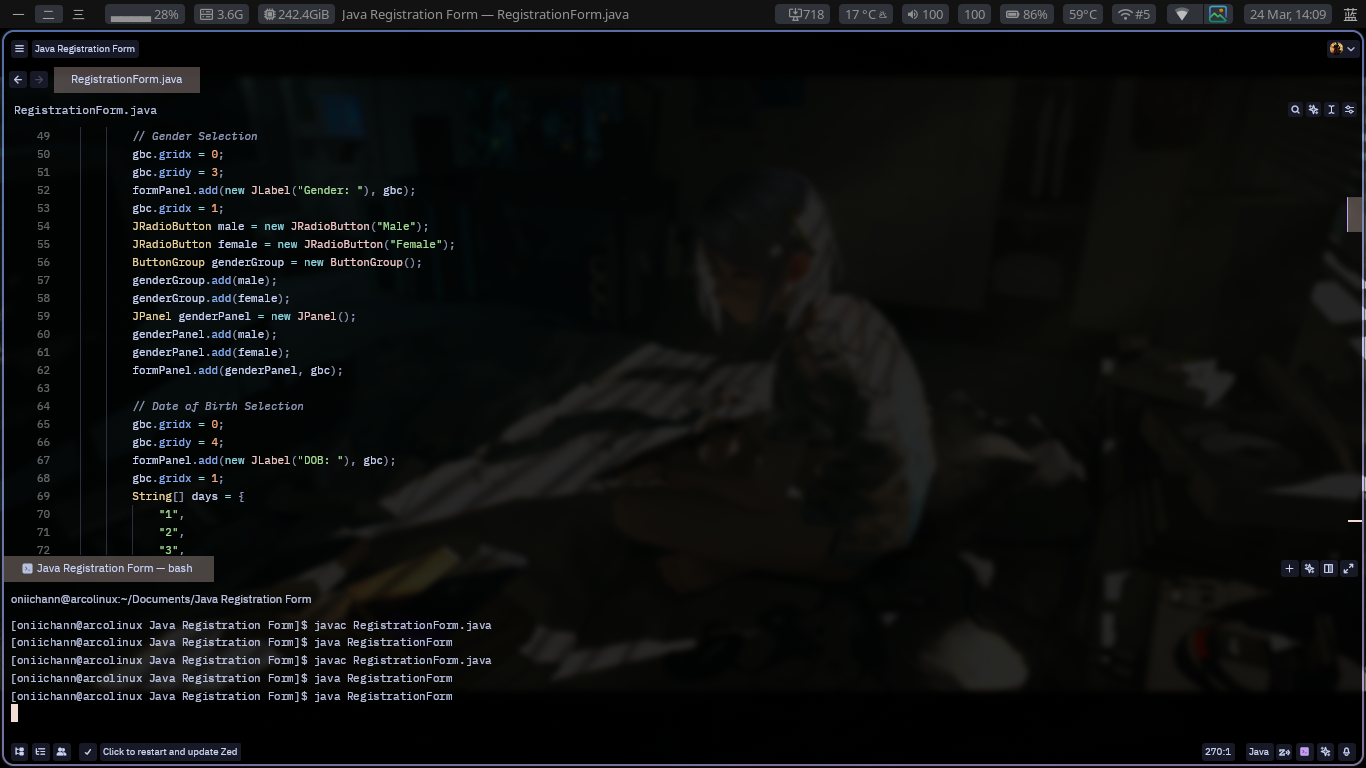 一 二 三 28% 3.6G 242.4GiB Java Registration Form — RegistrationForm.java 718 17 °C 100 100 86% 59°C #5 24 Mar, 14:09 蓝
Java Registration Form
RegistrationForm.java
RegistrationForm.java
49 // Gender Selection
50 gbc.gridx = 0;
51 gbc.gridy = 3;
52 formPanel.add(new JLabel("Gender: "), gbc);
53 gbc.gridx = 1;
54 JRadioButton male = new JRadioButton("Male");
55 JRadioButton female = new JRadioButton("Female");
56 ButtonGroup genderGroup = new ButtonGroup();
57 genderGroup.add(male);
58 genderGroup.add(female);
59 JPanel genderPanel = new JPanel();
60 genderPanel.add(male);
61 genderPanel.add(female);
62 formPanel.add(genderPanel, gbc);
63
64 // Date of Birth Selection
65 gbc.gridx = 0;
66 gbc.gridy = 4;
67 formPanel.add(new JLabel("DOB: "), gbc);
68 gbc.gridx = 1;
69 String[] days = {
70 "1",
71 "2",
72 "3",
Java Registration Form — bash
oniichann@arcolinux:~/Documents/Java Registration Form
[oniichann@arcolinux Java Registration Form]$ javac RegistrationForm.java
[oniichann@arcolinux Java Registration Form]$ java RegistrationForm
[oniichann@arcolinux Java Registration Form]$ javac RegistrationForm.java
[oniichann@arcolinux Java Registration Form]$ java RegistrationForm
[oniichann@arcolinux Java Registration Form]$ java RegistrationForm
Click to restart and update Zed 270:1 Java